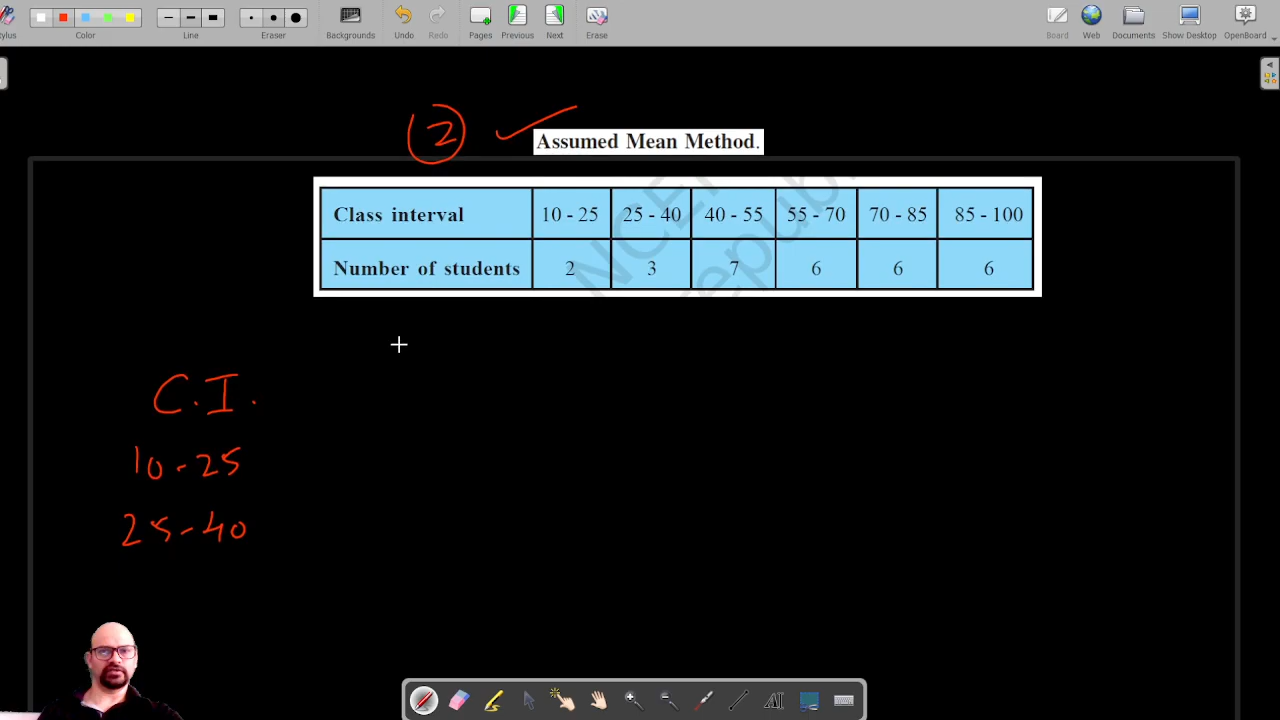 tylus
Color
Line
Eraser
Backgrounds
Undo
Redo
Pages
Previous
Next
Erase
Board
Web
Documents
Show Desktop
OpenBoard
2
Assumed Mean Method.
Class interval 10 - 25 25 - 40 40 - 55 55 - 70 70 - 85 85 - 100
Number of students 2 3 7 6 6 6
C.I.
10-25
25-40
AI